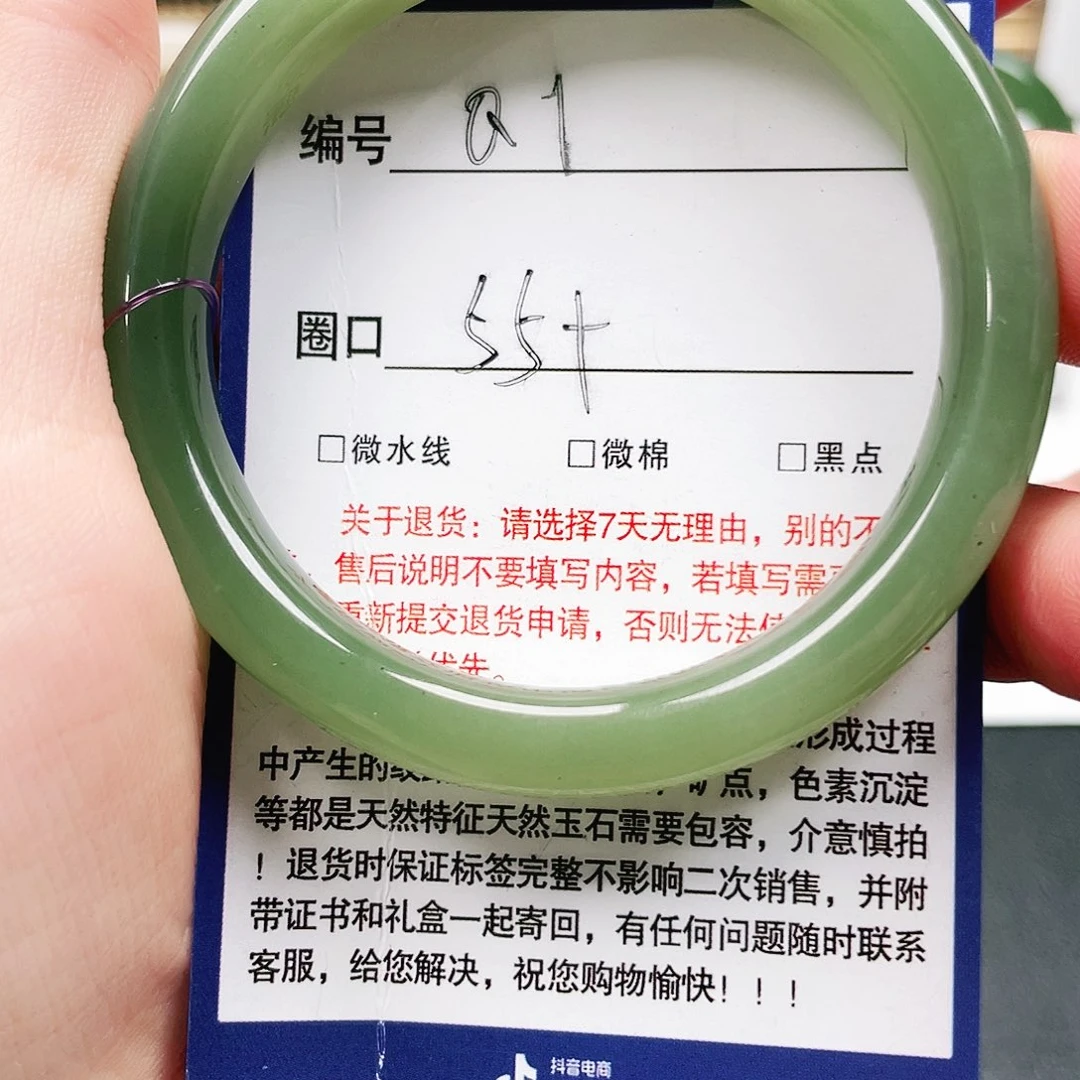 编号 Q1
圈口 55+
□微水线 □微棉 □黑点
关于退货：请选择7天无理由，别的不
售后说明不要填写内容，若填写需
重新提交退货申请，否则无法使
优先。
形成过程
中产生的纹 矿点，色素沉淀
等都是天然特征天然玉石需要包容，介意慎拍
！退货时保证标签完整不影响二次销售，并附
带证书和礼盒一起寄回，有任何问题随时联系
客服，给您解决，祝您购物愉快！！！
抖音电商